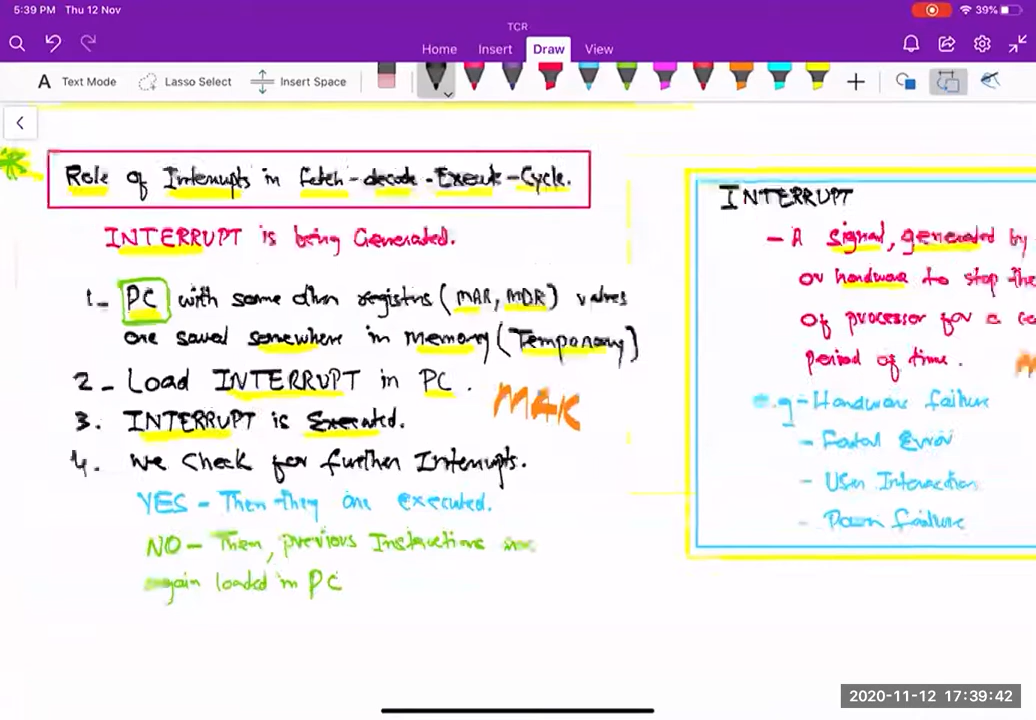 5:39 PM Thu 12 Nov
39%
TCR
Home Insert Draw View
A Text Mode Lasso Select Insert Space
Role of Interrupts in fetch-decode-Execute-Cycle.
INTERRUPT is being Generated.
1- PC with some other registers (MAR, MDR) values
are saved somewhere in memory (Temporary)
2- Load INTERRUPT in PC.
MAK
3. INTERRUPT is Executed.
4. We check for further Interrupts.
YES - Then they are executed.
NO - Then, previous Instructions are
again loaded in PC
INTERRUPT
- A signal, generated by
or hardware to stop the
of processor for a ce
period of time.
e.g - Hardware failure
- Fatal Error
- User Interaction
- Power failure
2020-11-12 17:39:42